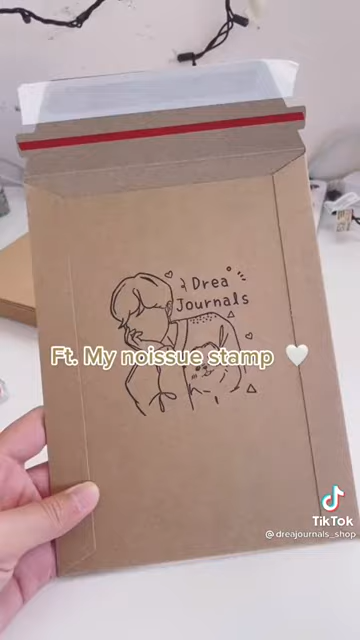 Drea
Journals
Ft. My noissue stamp 🤍
TikTok
@dreajournals_shop